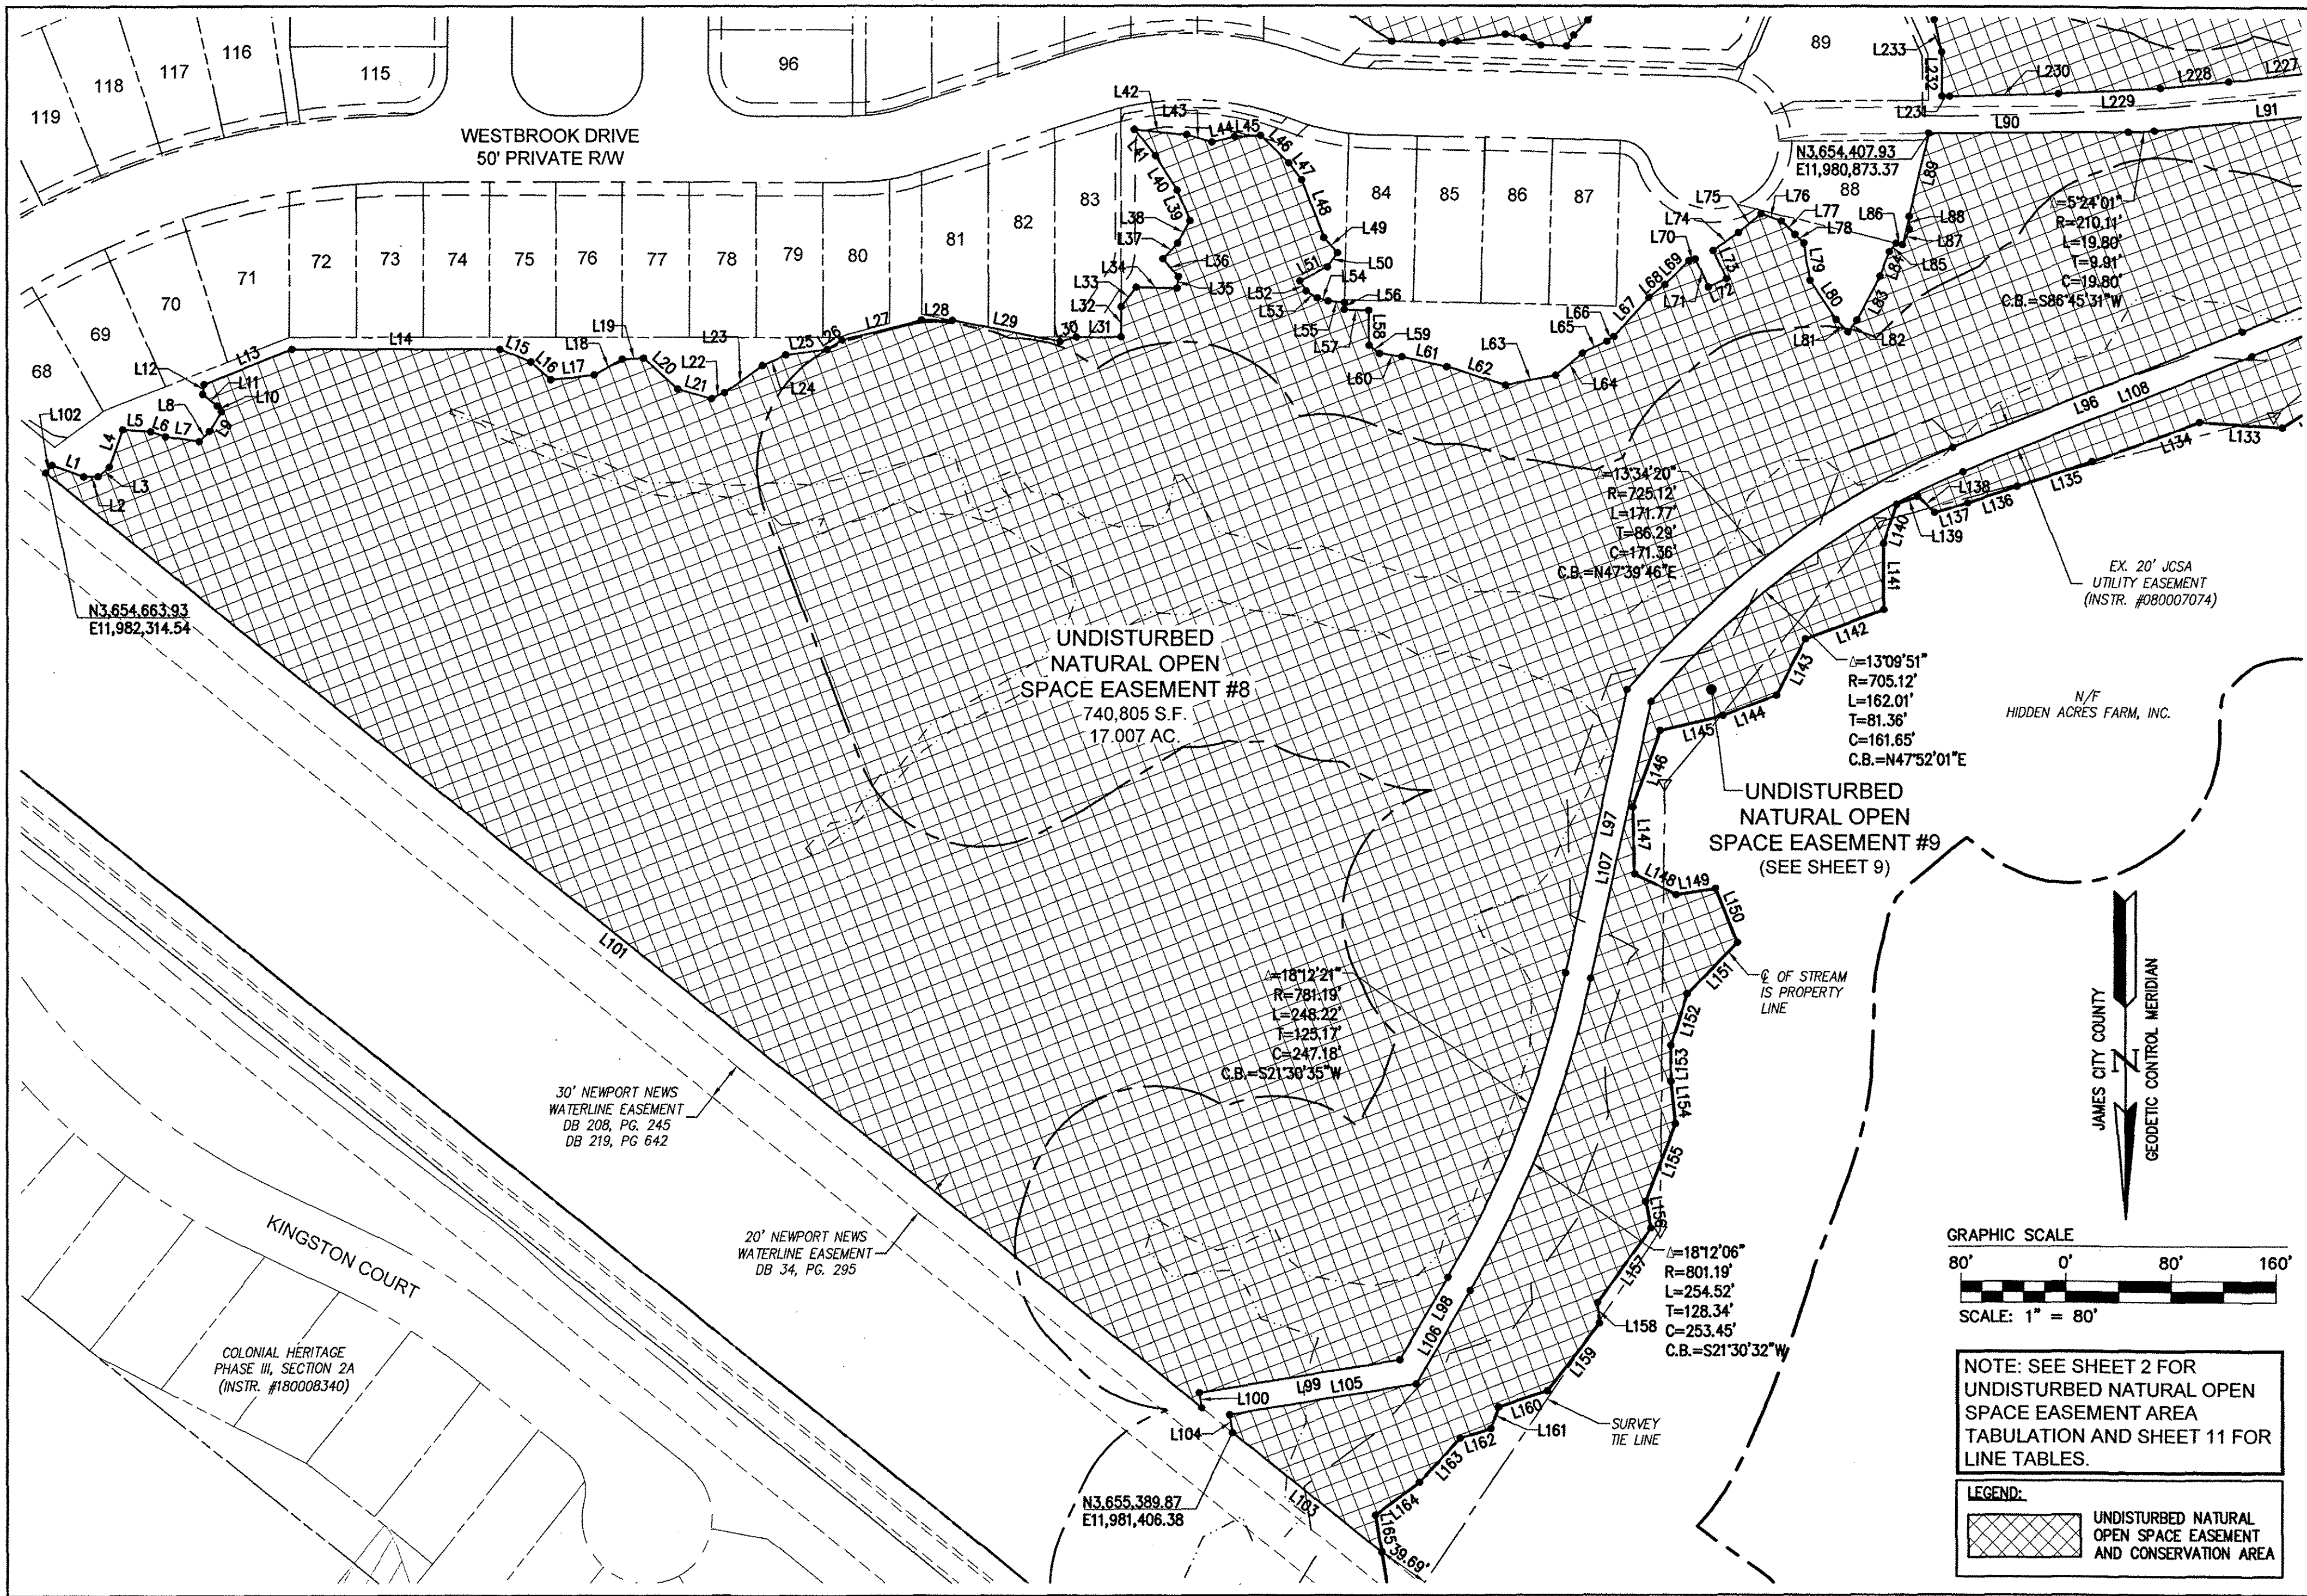 119
118
117
116
115
96
89
WESTBROOK DRIVE
50' PRIVATE R/W
68
69
70
71
72
73
74
75
76
77
78
79
80
81
82
83
84
85
86
87
88
L233
L232
L231
L230
L229
L228
L227
L90
L91
N3,654,407.93
E11,980,873.37
L89
L88
L87
L86
L85
L84
L83
L82
L81
L80
L79
L78
L77
L76
L75
L74
L73
L72
L71
L70
L69
L68
L67
L66
L65
L64
L63
L62
L61
L60
L59
L58
L57
L56
L55
L54
L53
L52
L51
L50
L49
L48
L47
L46
L45
L44
L43
L42
L41
L40
L39
L38
L37
L36
L35
L34
L33
L32
L31
L30
L29
L28
L27
L26
L25
L24
L23
L22
L21
L20
L19
L18
L17
L16
L15
L14
L13
L12
L11
L10
L9
L8
L7
L6
L5
L4
L3
L2
L1
L102
Δ=5°24'01"
R=210.11'
L=19.80'
T=9.91'
C=19.80'
C.B.=S86°45'31"W
L96
L108
L133
L134
L135
L136
L137
L138
L139
L140
L141
L142
L143
L144
L145
L146
L147
L148
L149
L150
L151
L152
L153
L154
L155
L156
L157
L158
L159
L160
L161
L162
L163
L164
L165
39.69'
Δ=13°34'20"
R=725.12'
L=171.77'
T=86.29'
C=171.36'
C.B.=N47°39'46"E
EX. 20' JCSA
UTILITY EASEMENT
(INSTR. #080007074)
N3,654,663.93
E11,982,314.54
UNDISTURBED
NATURAL OPEN
SPACE EASEMENT #8
740,805 S.F.
17.007 AC.
Δ=13°09'51"
R=705.12'
L=162.01'
T=81.36'
C=161.65'
C.B.=N47°52'01"E
N/F
HIDDEN ACRES FARM, INC.
UNDISTURBED
NATURAL OPEN
SPACE EASEMENT #9
(SEE SHEET 9)
L97
L107
L101
℄ OF STREAM
IS PROPERTY
LINE
Δ=18°12'21"
R=781.19'
L=248.22'
T=125.17'
C=247.18'
C.B.=S21°30'35"W
JAMES CITY COUNTY
N
GEODETIC CONTROL MERIDIAN
30' NEWPORT NEWS
WATERLINE EASEMENT
DB 208, PG. 245
DB 219, PG 642
20' NEWPORT NEWS
WATERLINE EASEMENT
DB 34, PG. 295
KINGSTON COURT
COLONIAL HERITAGE
PHASE III, SECTION 2A
(INSTR. #180008340)
Δ=18°12'06"
R=801.19'
L=254.52'
T=128.34'
C=253.45'
C.B.=S21°30'32"W
L98
L106
L99
L105
L100
L104
L103
SURVEY
TIE LINE
N3,655,389.87
E11,981,406.38
GRAPHIC SCALE
80' 0' 80' 160'
SCALE: 1" = 80'
NOTE: SEE SHEET 2 FOR
UNDISTURBED NATURAL OPEN
SPACE EASEMENT AREA
TABULATION AND SHEET 11 FOR
LINE TABLES.
LEGEND:
UNDISTURBED NATURAL
OPEN SPACE EASEMENT
AND CONSERVATION AREA